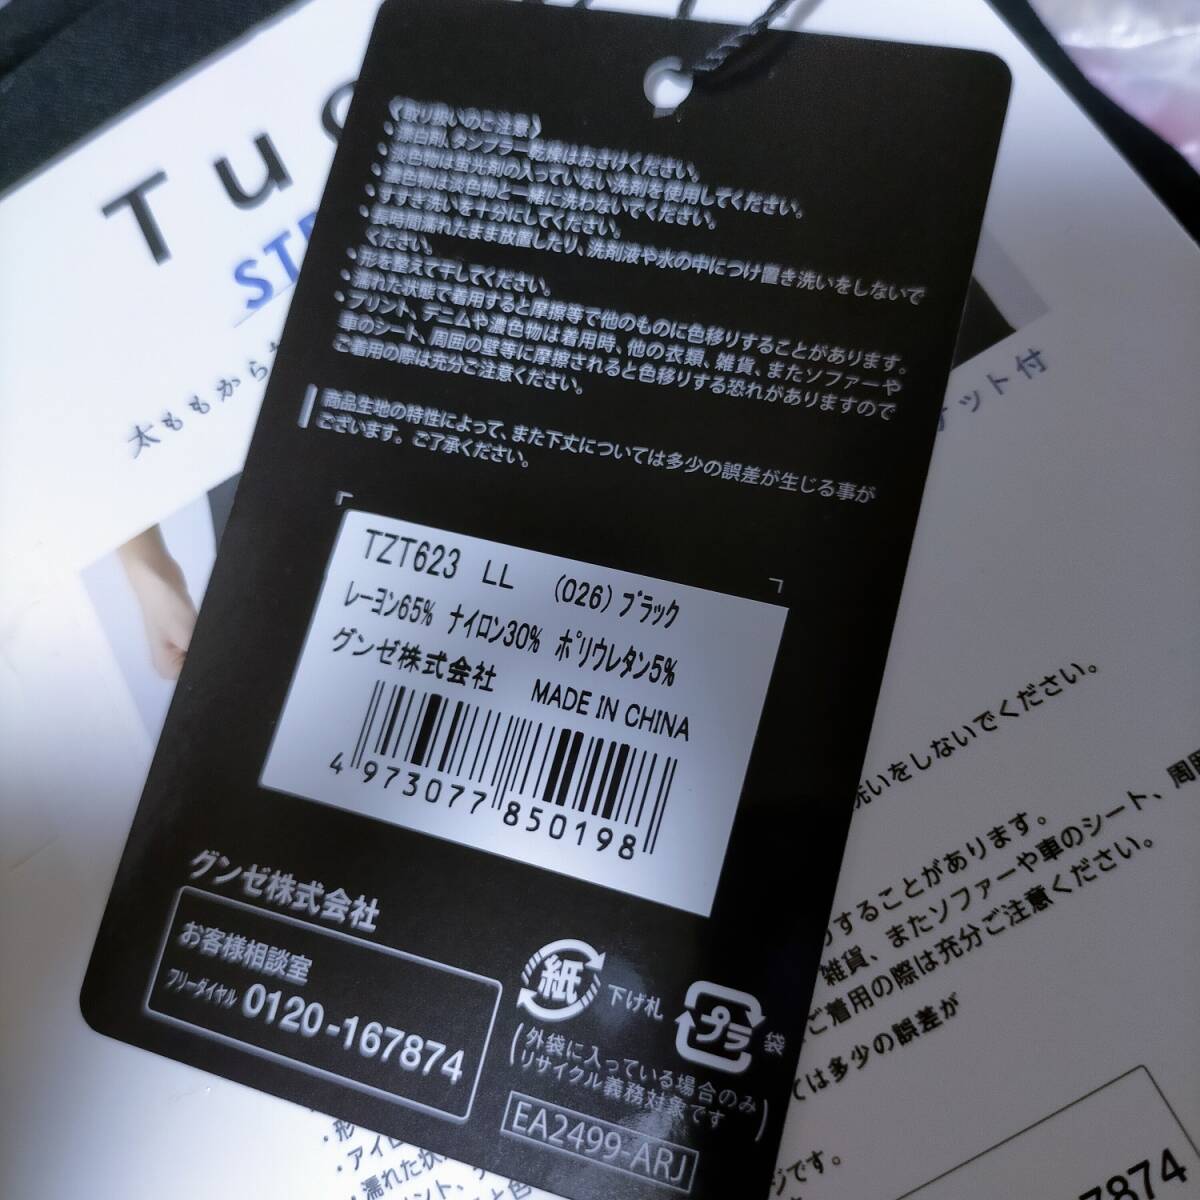 Tuc
STR
太ももから
ケット付
《取り扱いのご注意》
・漂白剤、タンブラー乾燥はおさけください。
・淡色物は蛍光剤の入っていない洗剤を使用してください。
・濃色物は淡色物と一緒に洗わないでください。
・すすぎ洗いを十分にしてください。
・長時間濡れたまま放置したり、洗剤液や水の中につけ置き洗いをしないで
ください。
・形を整えて干してください。
・濡れた状態で着用すると摩擦等で他のものに色移りすることがあります。
・プリント、デニムや濃色物は着用時、他の衣類、雑貨、またソファーや
車のシート、周囲の壁等に摩擦されると色移りする恐れがありますので
ご着用の際は充分ご注意ください。
商品生地の特性によって、また下丈については多少の誤差が生じる事が
ございます。ご了承ください。
TZT623 LL (026)ブラック
レーヨン65% ナイロン30% ポリウレタン5%
グンゼ株式会社 MADE IN CHINA
4 973077 850198
グンゼ株式会社
お客様相談室
フリーダイヤル 0120-167874
紙 下げ札
プラ 袋
(外袋に入っている場合のみ
リサイクル義務対象です)
EA2499-ARJ
洗いをしないでください。
することがあります。
雑貨、またソファーや車のシート、周囲
ご着用の際は充分ご注意ください。
ては多少の誤差が
ジです。
7874
・アイロ
・濡れた状